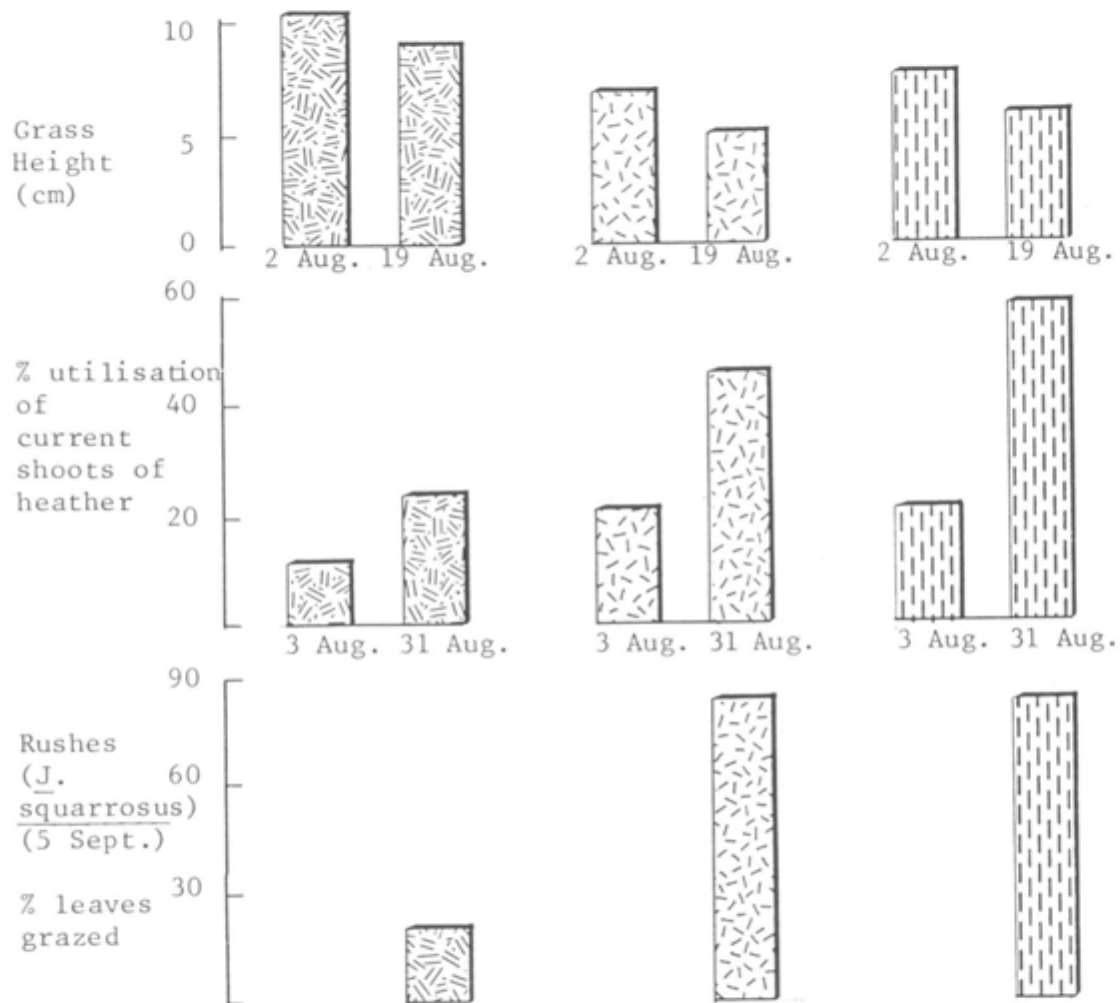 10
Grass
Height
(cm)
5
0
2 Aug. 19 Aug.
2 Aug. 19 Aug.
2 Aug. 19 Aug.
60
% utilisation
of
current
shoots of
heather
40
20
3 Aug. 31 Aug.
3 Aug. 31 Aug.
3 Aug. 31 Aug.
90
Rushes
(J.
squarrosus)
(5 Sept.)
60
% leaves
grazed
30